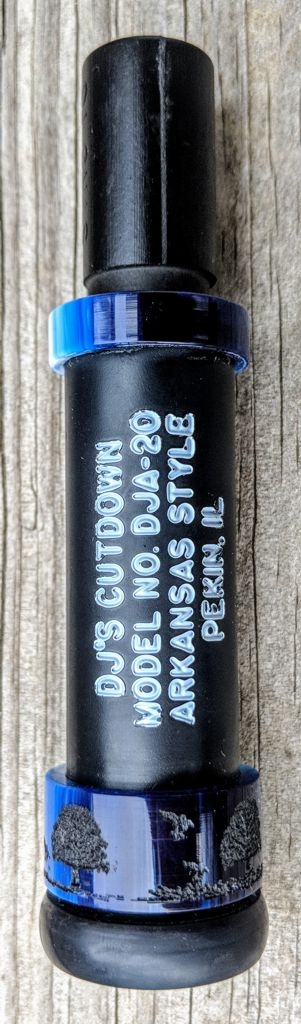 DJ'S CUTDOWN
MODEL NO. DJA-20
ARKANSAS STYLE
PEKIN. IL